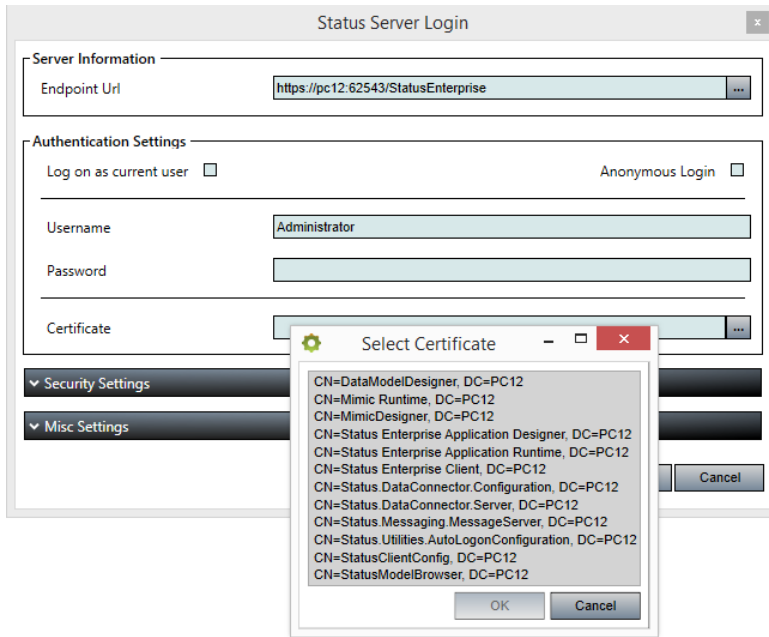 Status Server Login
x
Server Information
Endpoint Url
https://pc12:62543/StatusEnterprise
...
Authentication Settings
Log on as current user
Anonymous Login
Username
Administrator
Password
Certificate
...
Select Certificate
CN=DataModelDesigner, DC=PC12
CN=Mimic Runtime, DC=PC12
CN=MimicDesigner, DC=PC12
CN=Status Enterprise Application Designer, DC=PC12
CN=Status Enterprise Application Runtime, DC=PC12
CN=Status Enterprise Client, DC=PC12
CN=Status.DataConnector.Configuration, DC=PC12
CN=Status.DataConnector.Server, DC=PC12
CN=Status.Messaging.MessageServer, DC=PC12
CN=Status.Utilities.AutoLogonConfiguration, DC=PC12
CN=StatusClientConfig, DC=PC12
CN=StatusModelBrowser, DC=PC12
OK
Cancel
Security Settings
Misc Settings
Cancel